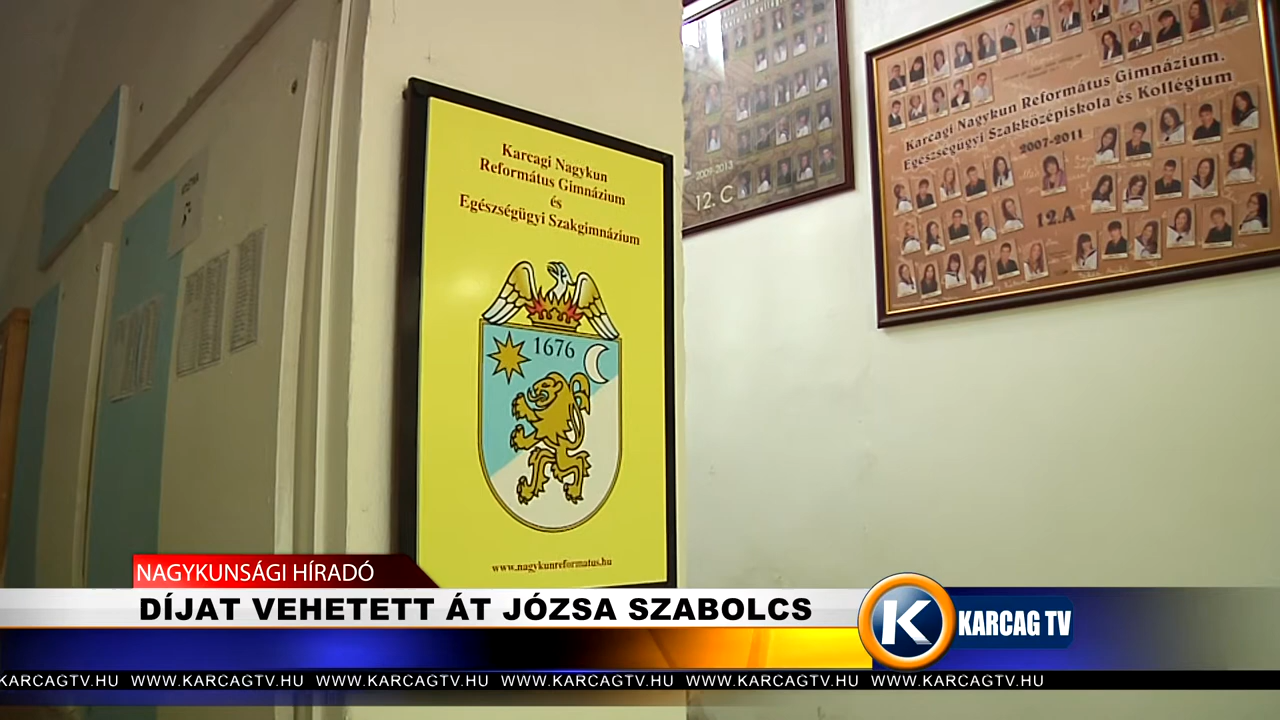 Karcagi Nagykun
Református Gimnázium
és
Egészségügyi Szakgimnázium
1676
www.nagykunreformatus.hu
2009-2013
12. C
Karcagi Nagykun Református Gimnázium,
Egészségügyi Szakközépiskola és Kollégium
2007-2011
12.A
NAGYKUNSÁGI HÍRADÓ
DÍJAT VEHETETT ÁT JÓZSA SZABOLCS
K KARCAG TV
KARCAGTV.HU WWW.KARCAGTV.HU WWW.KARCAGTV.HU WWW.KARCAGTV.HU WWW.KARCAGTV.HU WWW.KARCAGTV.HU